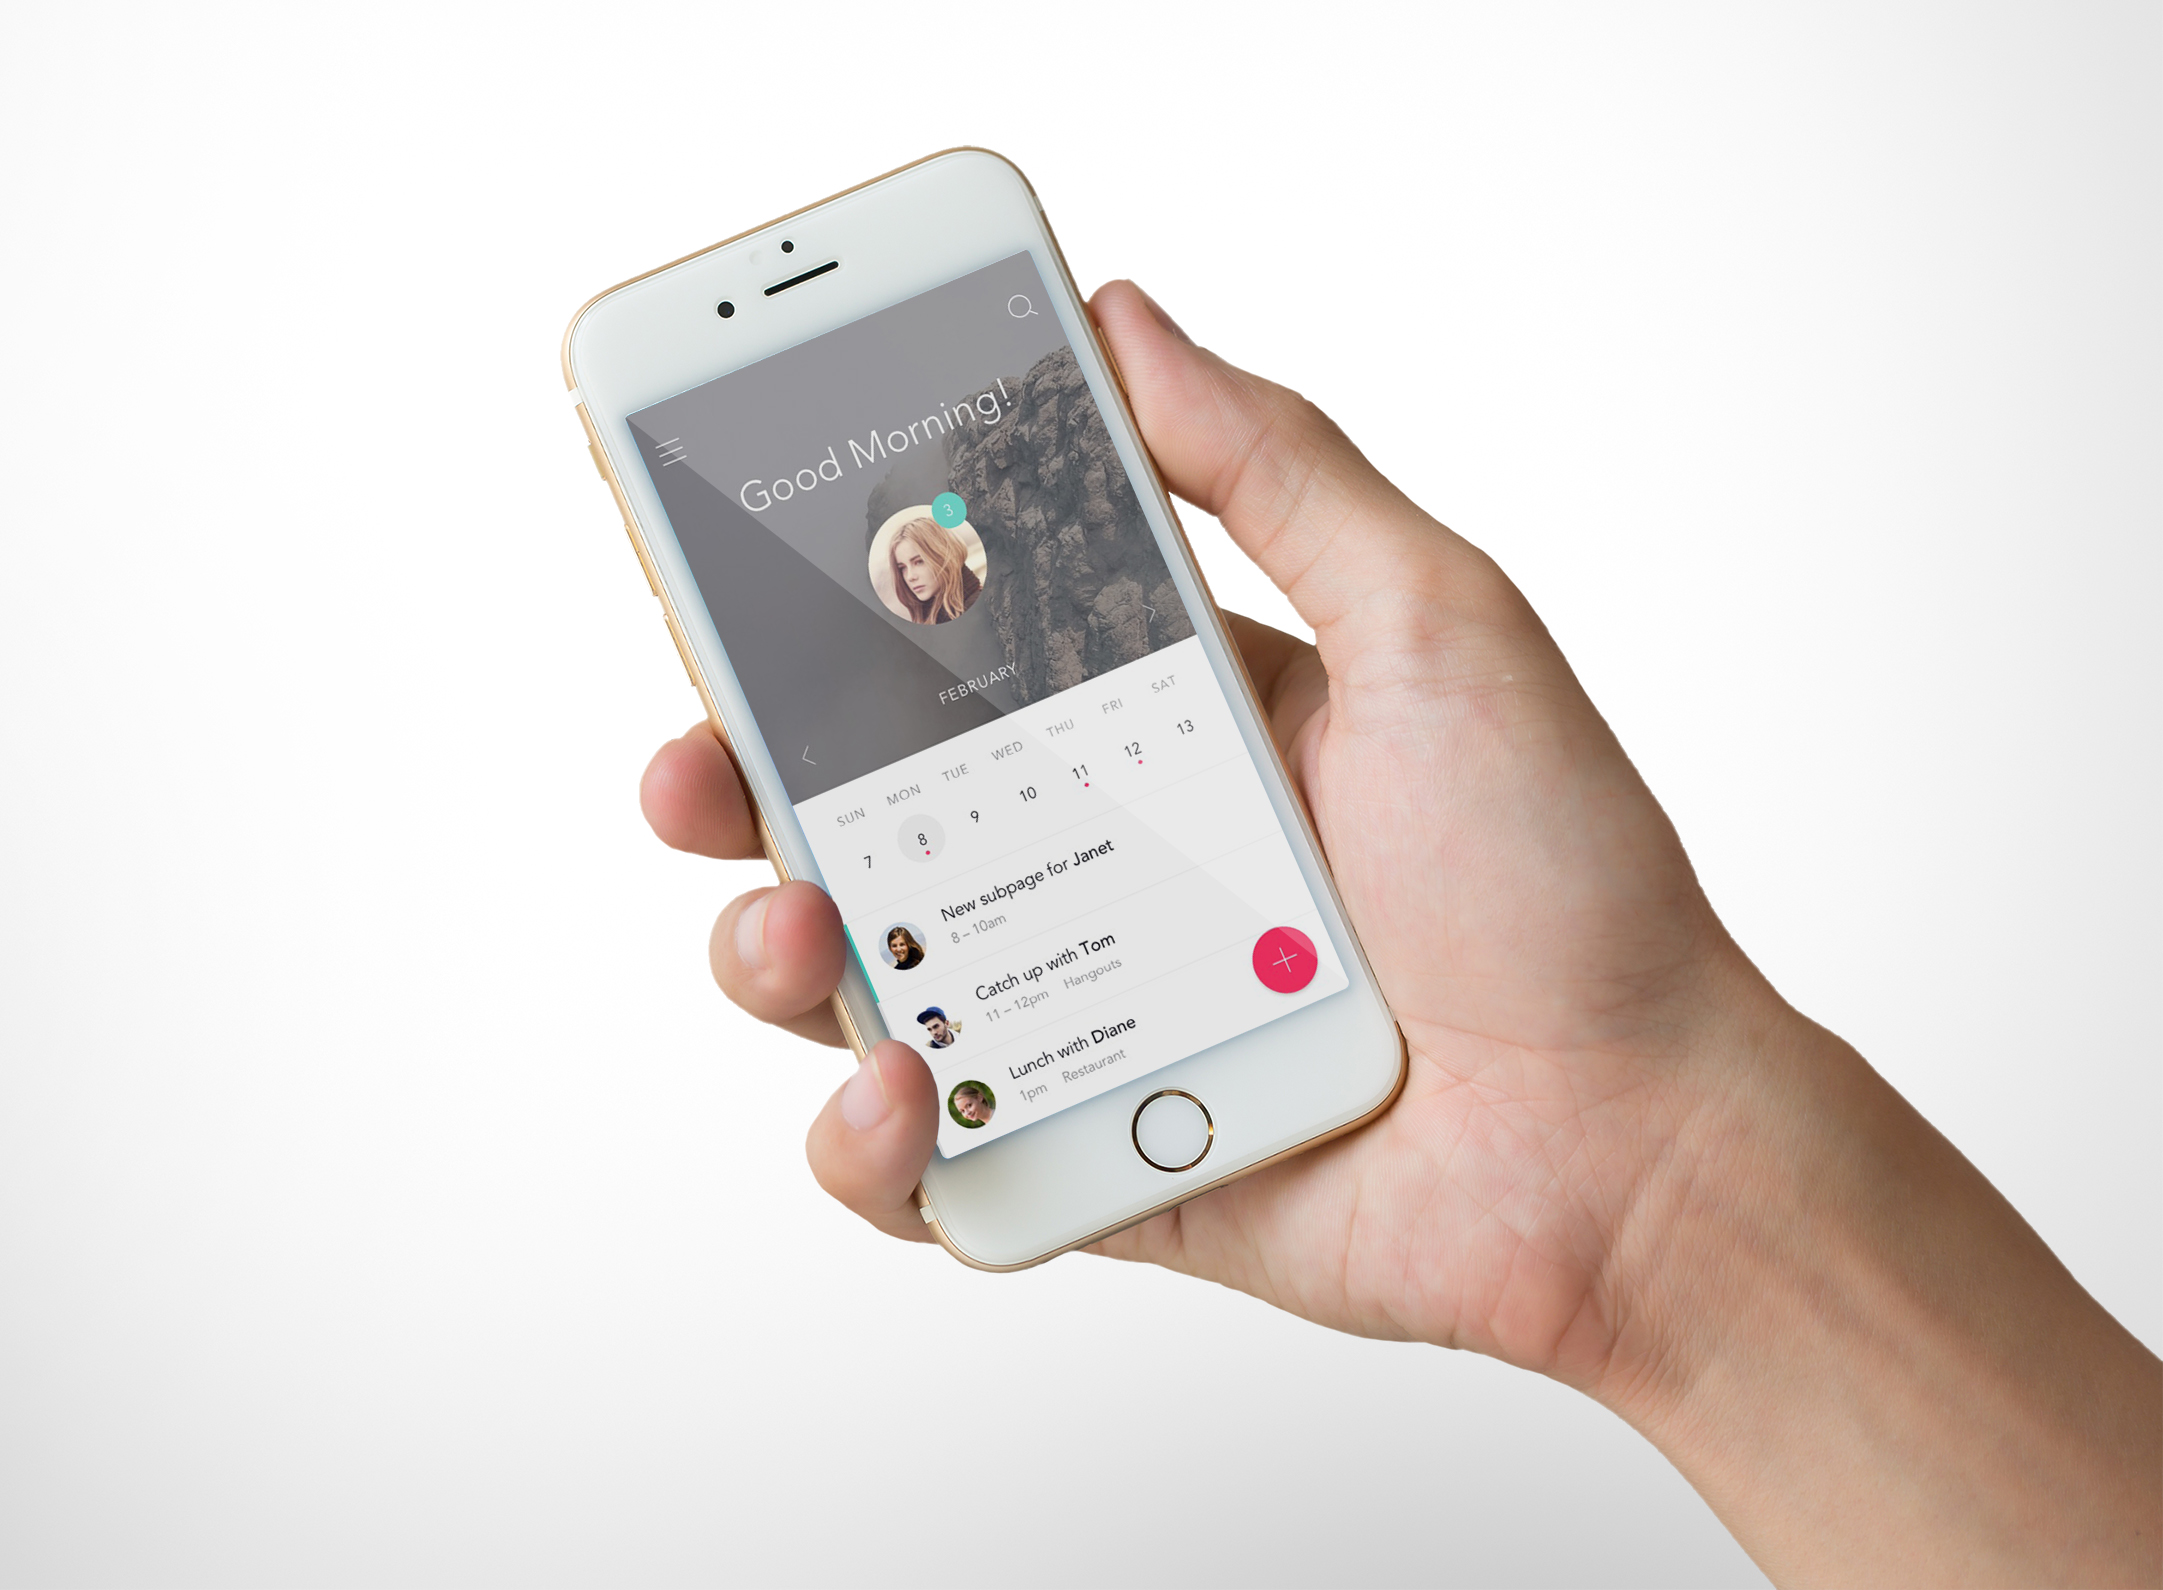 Good Morning!
3
FEBRUARY
SUN MON TUE WED THU FRI SAT
7 8 9 10 11 12 13
New subpage for Janet
8 – 10am
Catch up with Tom
11 – 12pm Hangouts
Lunch with Diane
1pm Restaurant